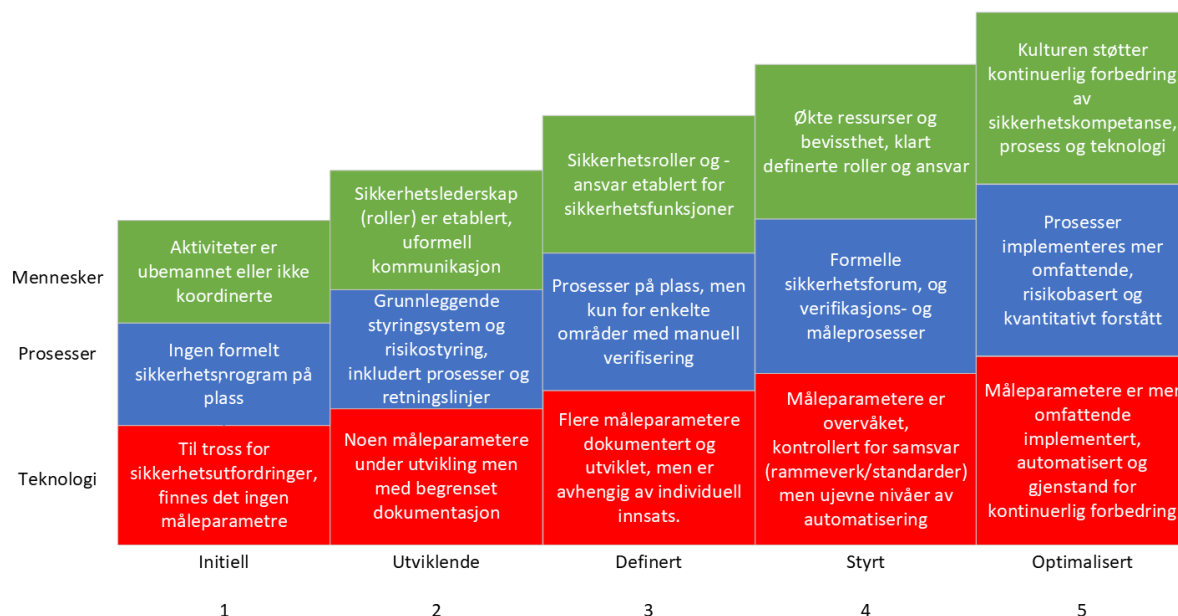 Mennesker
Prosesser
Teknologi
Aktiviteter er
ubemannet eller ikke
koordinerte
Ingen formelt
sikkerhetsprogram på
plass
Til tross for
sikkerhetsutfordringer,
finnes det ingen
måleparametre
Initiell
1
Sikkerhetslederskap
(roller) er etablert,
uformell
kommunikasjon
Grunnleggende
styringsystem og
risikostyring,
inkludert prosesser og
retningslinjer
Noen måleparametere
under utvikling men
med begrenset
dokumentasjon
Utviklende
2
Sikkerhetsroller og -
ansvar etablert for
sikkerhetsfunksjoner
Prosesser på plass, men
kun for enkelte
områder med manuell
verifisering
Flere måleparametere
dokumentert og
utviklet, men er
avhengig av individuell
innsats.
Definert
3
Økte ressurser og
bevissthet, klart
definerte roller og ansvar
Formelle
sikkerhetsforum, og
verifikasjons- og
måleprosesser
Måleparametere er
overvåket,
kontrollert for samsvar
(rammeverk/standarder)
men ujevne nivåer av
automatisering
Styrt
4
Kulturen støtter
kontinuerlig forbedring
av
sikkerhetskompetanse,
prosess og teknologi
Prosesser
implementeres mer
omfattende,
risikobasert og
kvantitativt forstått
Måleparametere er mer
omfattende
implementert,
automatisert og
gjenstand for
kontinuerlig forbedring
Optimalisert
5